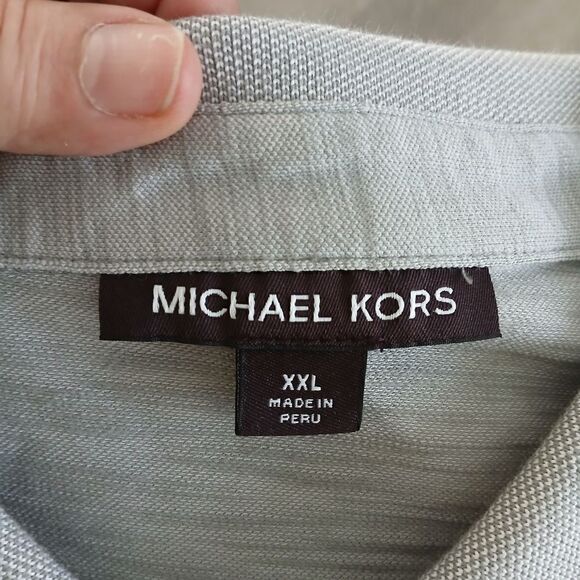 MICHAEL KORS
XXL
MADE IN
PERU